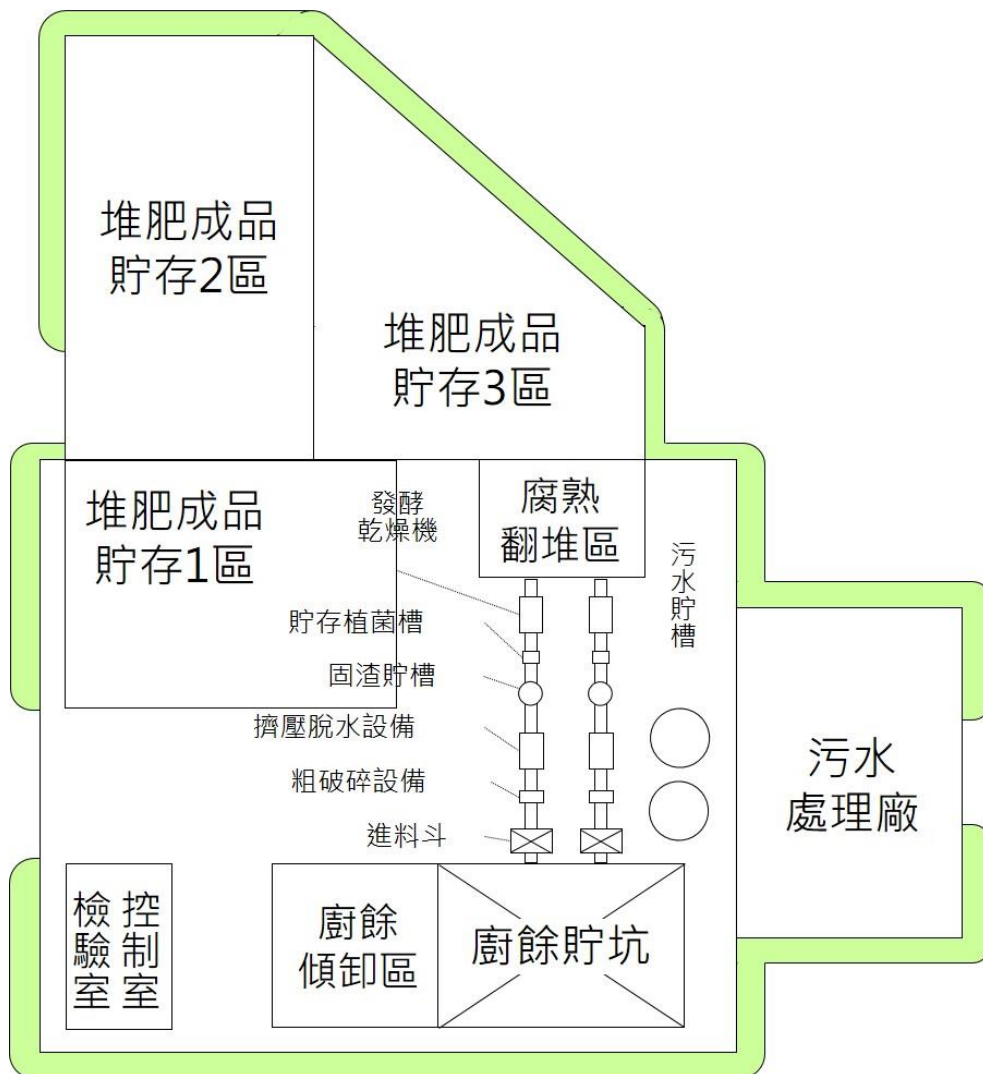 堆肥成品
貯存2區
堆肥成品
貯存3區
堆肥成品
貯存1區
發酵
乾燥機
腐熟
翻堆區
污水貯槽
貯存植菌槽
固渣貯槽
擠壓脫水設備
粗破碎設備
進料斗
污水
處理廠
控制室
檢驗室
廚餘
傾卸區
廚餘貯坑